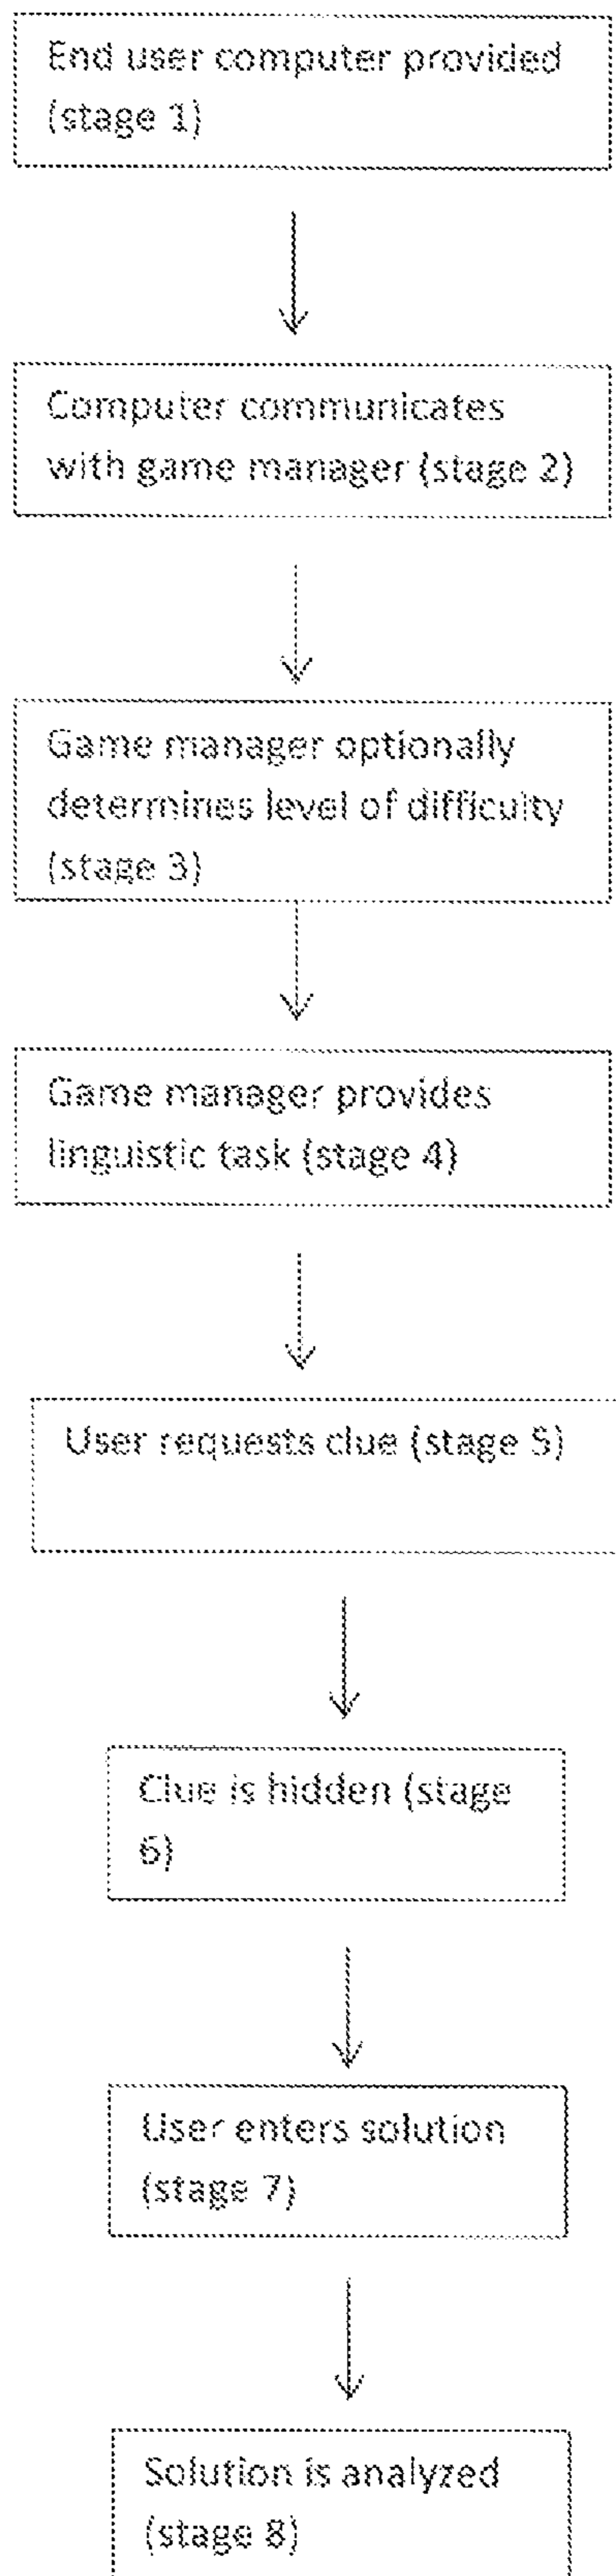 End user computer provided
(stage 1)
Computer communicates
with game manager (stage 2)
Game manager optionally
determines level of difficulty
(stage 3)
Game manager provides
linguistic task (stage 4)
User requests clue (stage 5)
Clue is hidden (stage
6)
User enters solution
(stage 7)
Solution is analyzed
(stage 8)